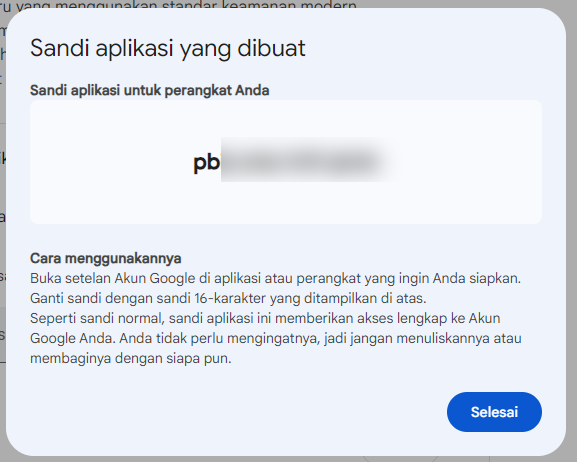 ru yang menggunakan standar keamanan modern
Sandi aplikasi yang dibuat
Sandi aplikasi untuk perangkat Anda
pb
Cara menggunakannya
Buka setelan Akun Google di aplikasi atau perangkat yang ingin Anda siapkan.
Ganti sandi dengan sandi 16-karakter yang ditampilkan di atas.
Seperti sandi normal, sandi aplikasi ini memberikan akses lengkap ke Akun
Google Anda. Anda tidak perlu mengingatnya, jadi jangan menuliskannya atau
membaginya dengan siapa pun.
Selesai